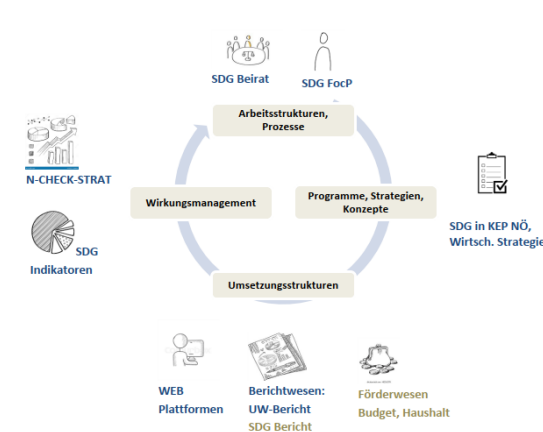 SDG Beirat
SDG FocP
Arbeitsstrukturen,
Prozesse
N-CHECK-STRAT
Wirkungsmanagement
Programme, Strategien,
Konzepte
SDG
Indikatoren
SDG in KEP NÖ,
Wirtsch. Strategie
Umsetzungsstrukturen
WEB
Plattformen
Berichtwesen:
UW-Bericht
SDG Bericht
Förderwesen
Budget, Haushalt